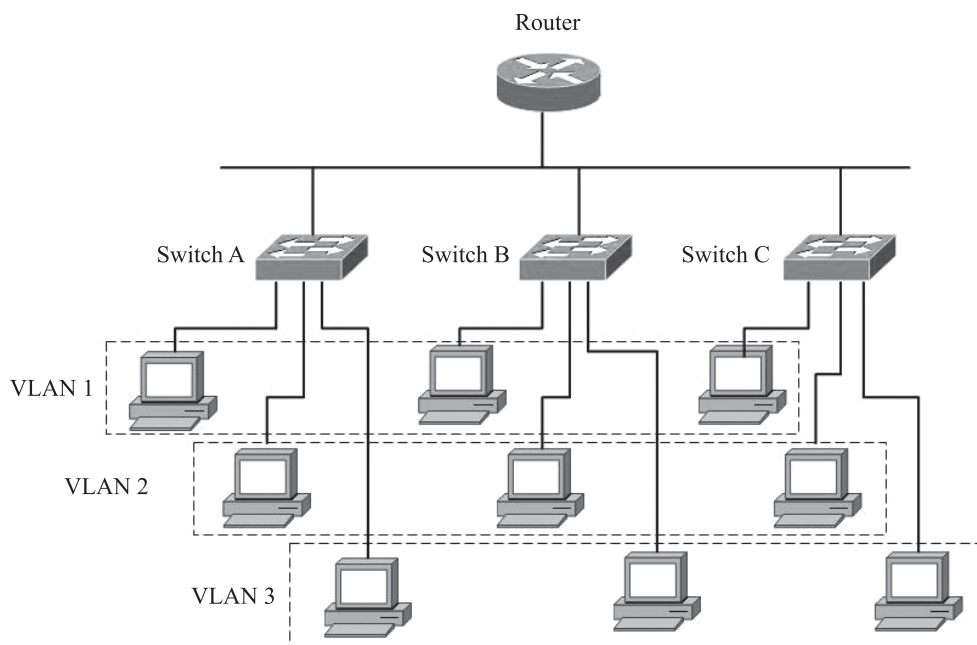 Router
Switch A
Switch B
Switch C
VLAN 1
VLAN 2
VLAN 3